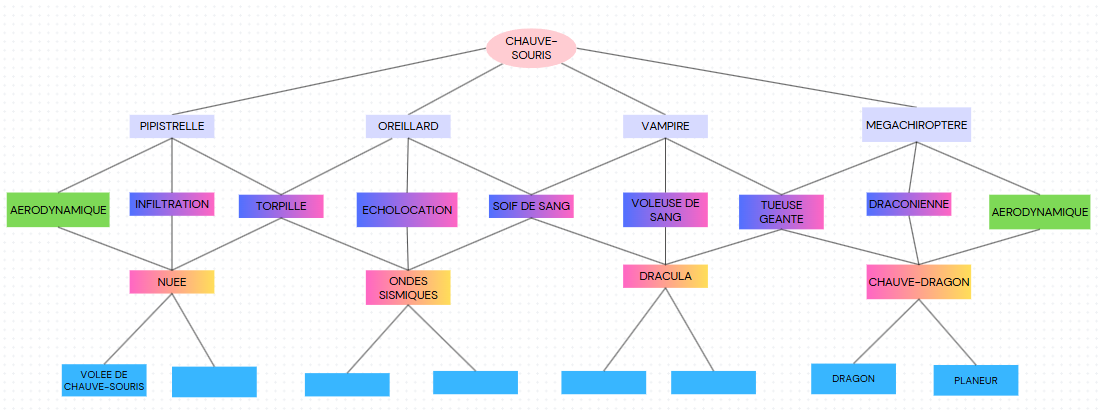 CHAUVE-
SOURIS
PIPISTRELLE
OREILLARD
VAMPIRE
MEGACHIROPTERE
AERODYNAMIQUE
INFILTRATION
TORPILLE
ECHOLOCATION
SOIF DE SANG
VOLEUSE DE
SANG
TUEUSE
GEANTE
DRACONIENNE
AERODYNAMIQUE
NUEE
ONDES
SISMIQUES
DRACULA
CHAUVE-DRAGON
VOLEE DE
CHAUVE-SOURIS
DRAGON
PLANEUR